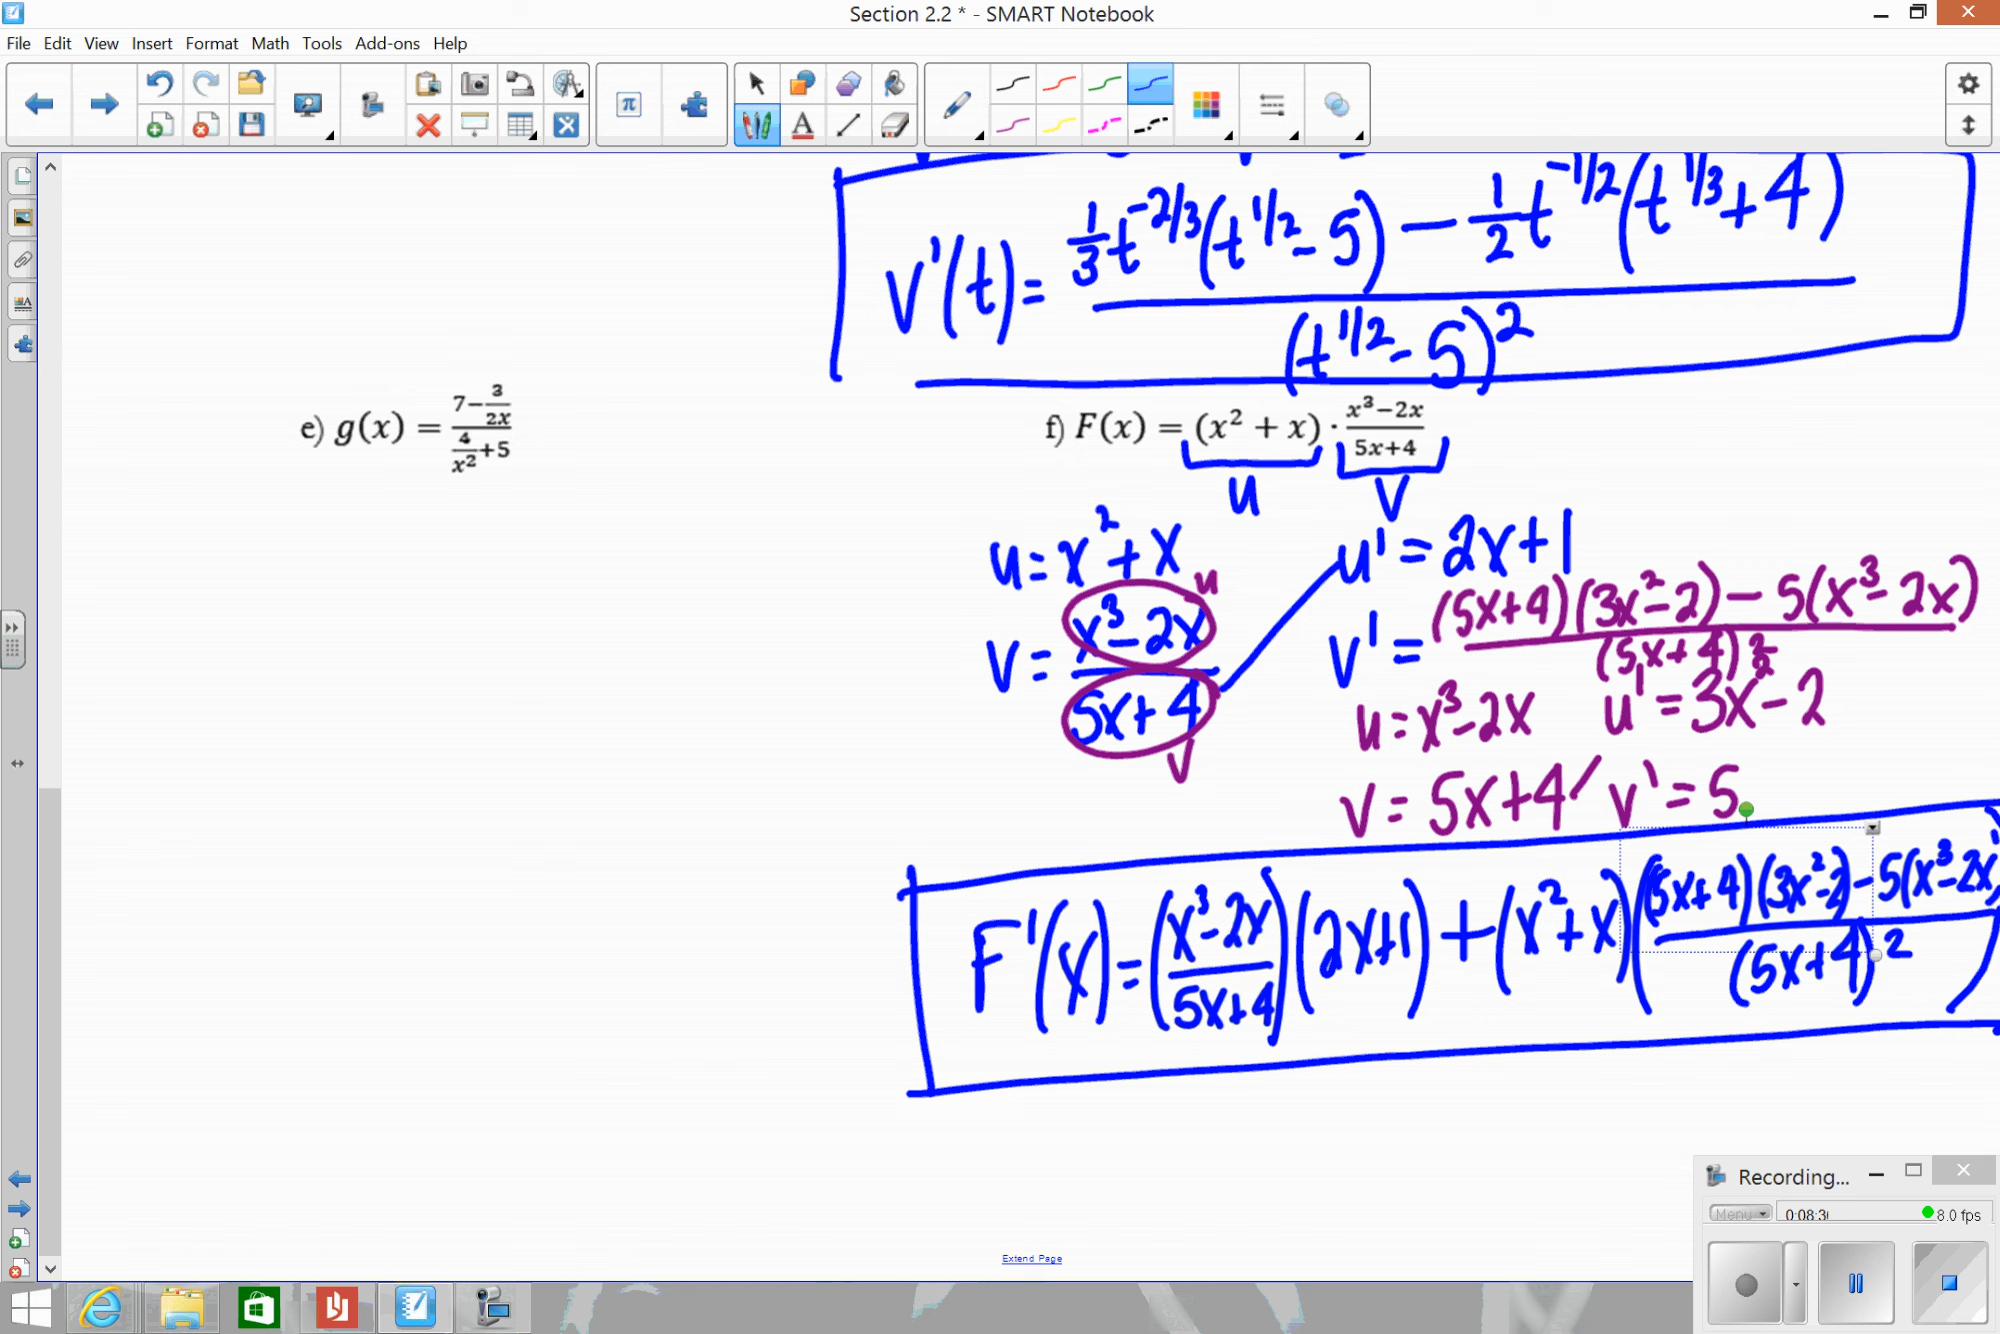 Section 2.2 * - SMART Notebook
File Edit View Insert Format Math Tools Add-ons Help
v'(t) = (1/3 t^(-2/3)(t^(1/2) - 5) - 1/2 t^(-1/2)(t^(1/3) + 4)) / (t^(1/2) - 5)^2
e) g(x) = (7 - 3/2x) / (4/x² + 5)
f) F(x) = (x² + x) · (x³ − 2x)/(5x + 4)
u v
u = x² + x u' = 2x + 1
u
v = (x³ - 2x)/(5x + 4) v' = ((5x+4)(3x² - 2) - 5(x³ - 2x)) / (5x + 4)²
v
u = x³ - 2x u' = 3x - 2
v = 5x + 4 v' = 5
F'(x) = ((x³ - 2x)/(5x + 4))(2x+1) + (x² + x)(((5x+4)(3x² - 2) - 5(x³ - 2x)) / (5x+4)²)
Extend Page
Recording...
Menu 8.0 fps